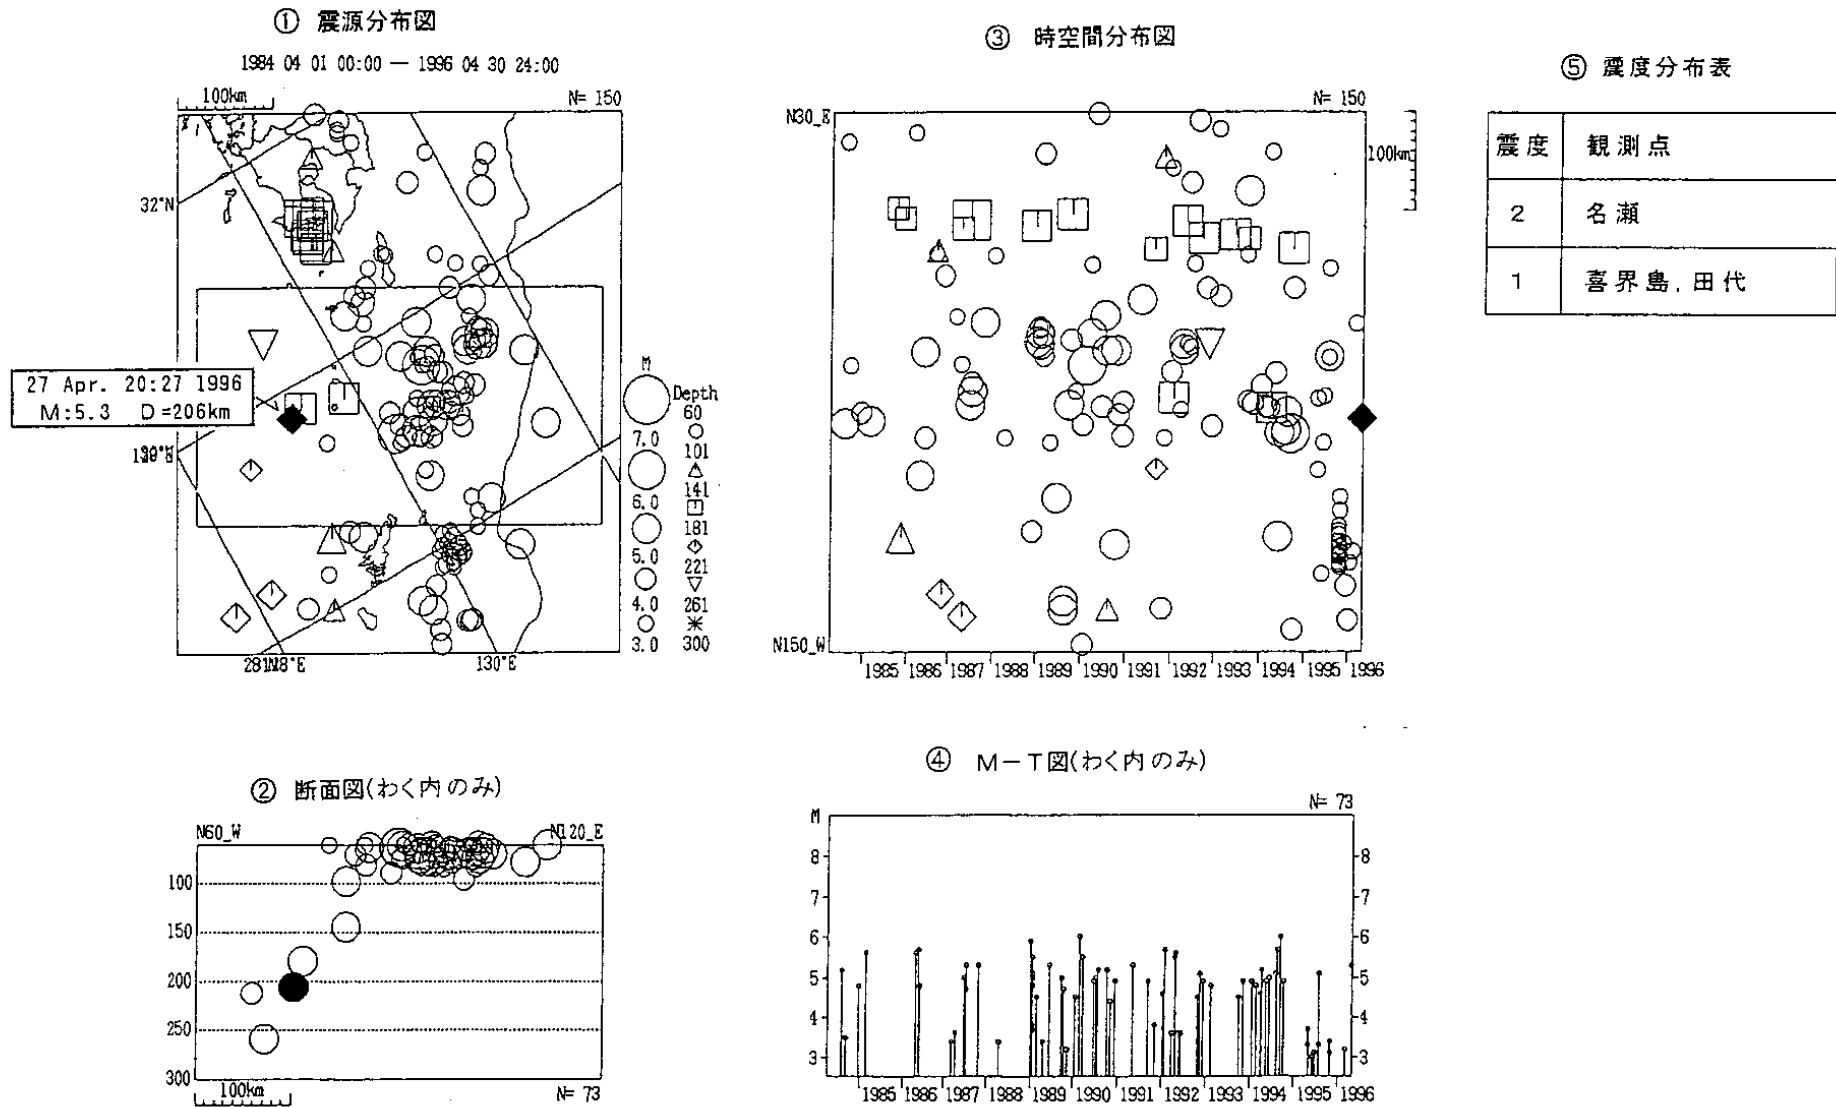 ① 震源分布図
1984 04 01 00:00 — 1996 04 30 24:00
100km
N= 150
32°N
27 Apr. 20:27 1996
M:5.3 D=206km
130°E
M
7.0
6.0
5.0
4.0
3.0
Depth
60
101
141
181
221
261
300
③ 時空間分布図
N30_E
N= 150
100km
N150_W
1985 1986 1987 1988 1989 1990 1991 1992 1993 1994 1995 1996
⑤ 震度分布表
震度 観測点
2 名瀬
1 喜界島, 田代
② 断面図(わく内のみ)
N60_W
N120_E
100
150
200
250
300
100km
N= 73
④ M-T図(わく内のみ)
N= 73
M
8 8
7 7
6 6
5 5
4 4
3 3
1985 1986 1987 1988 1989 1990 1991 1992 1993 1994 1995 1996